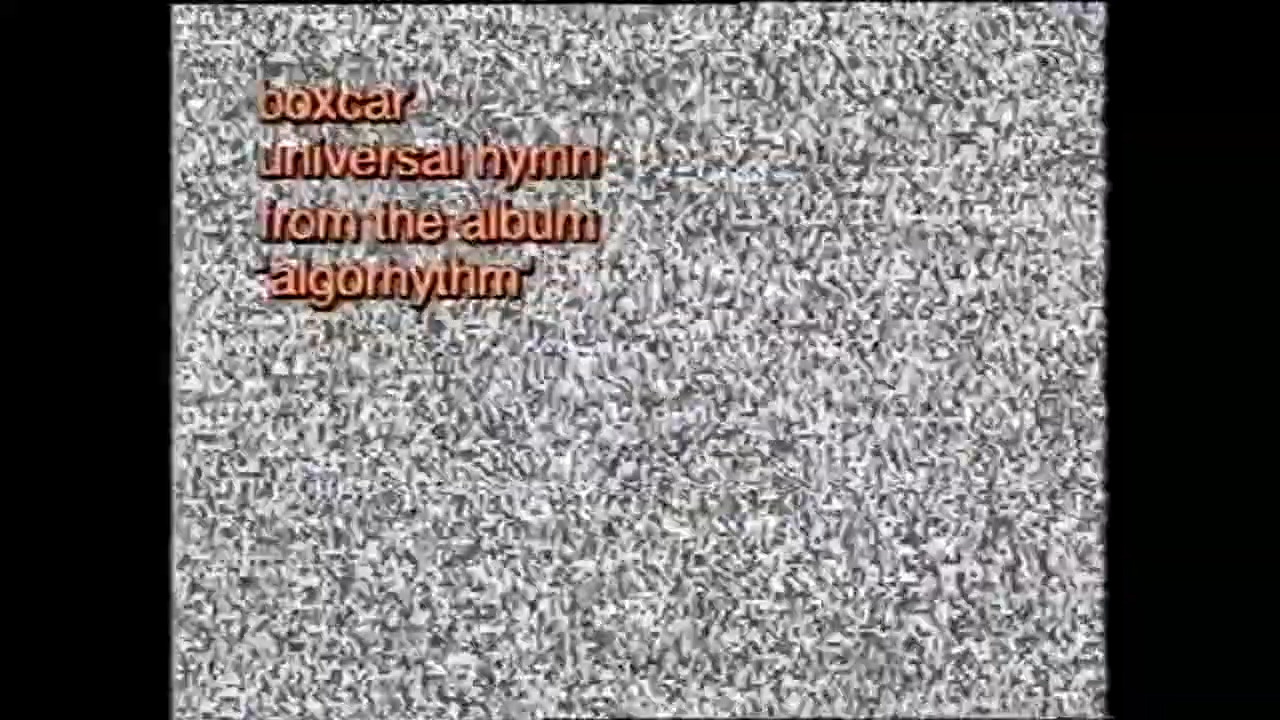 boxcar
universal hymn
from the album
'algorhythm'